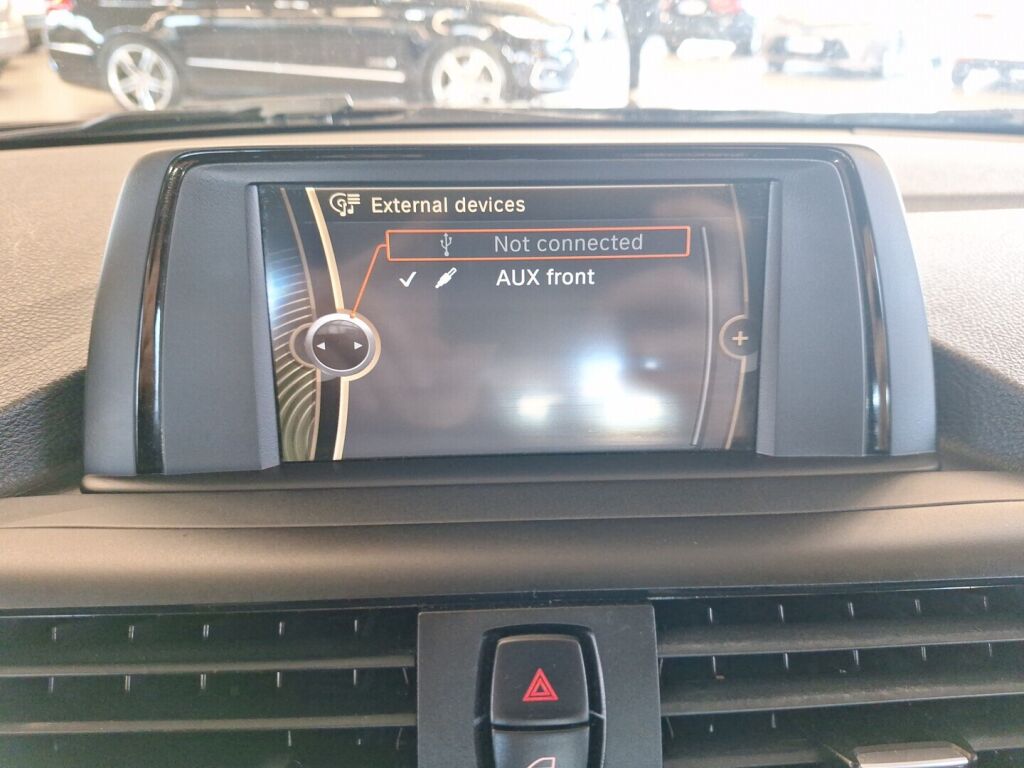 External devices
Not connected
AUX front